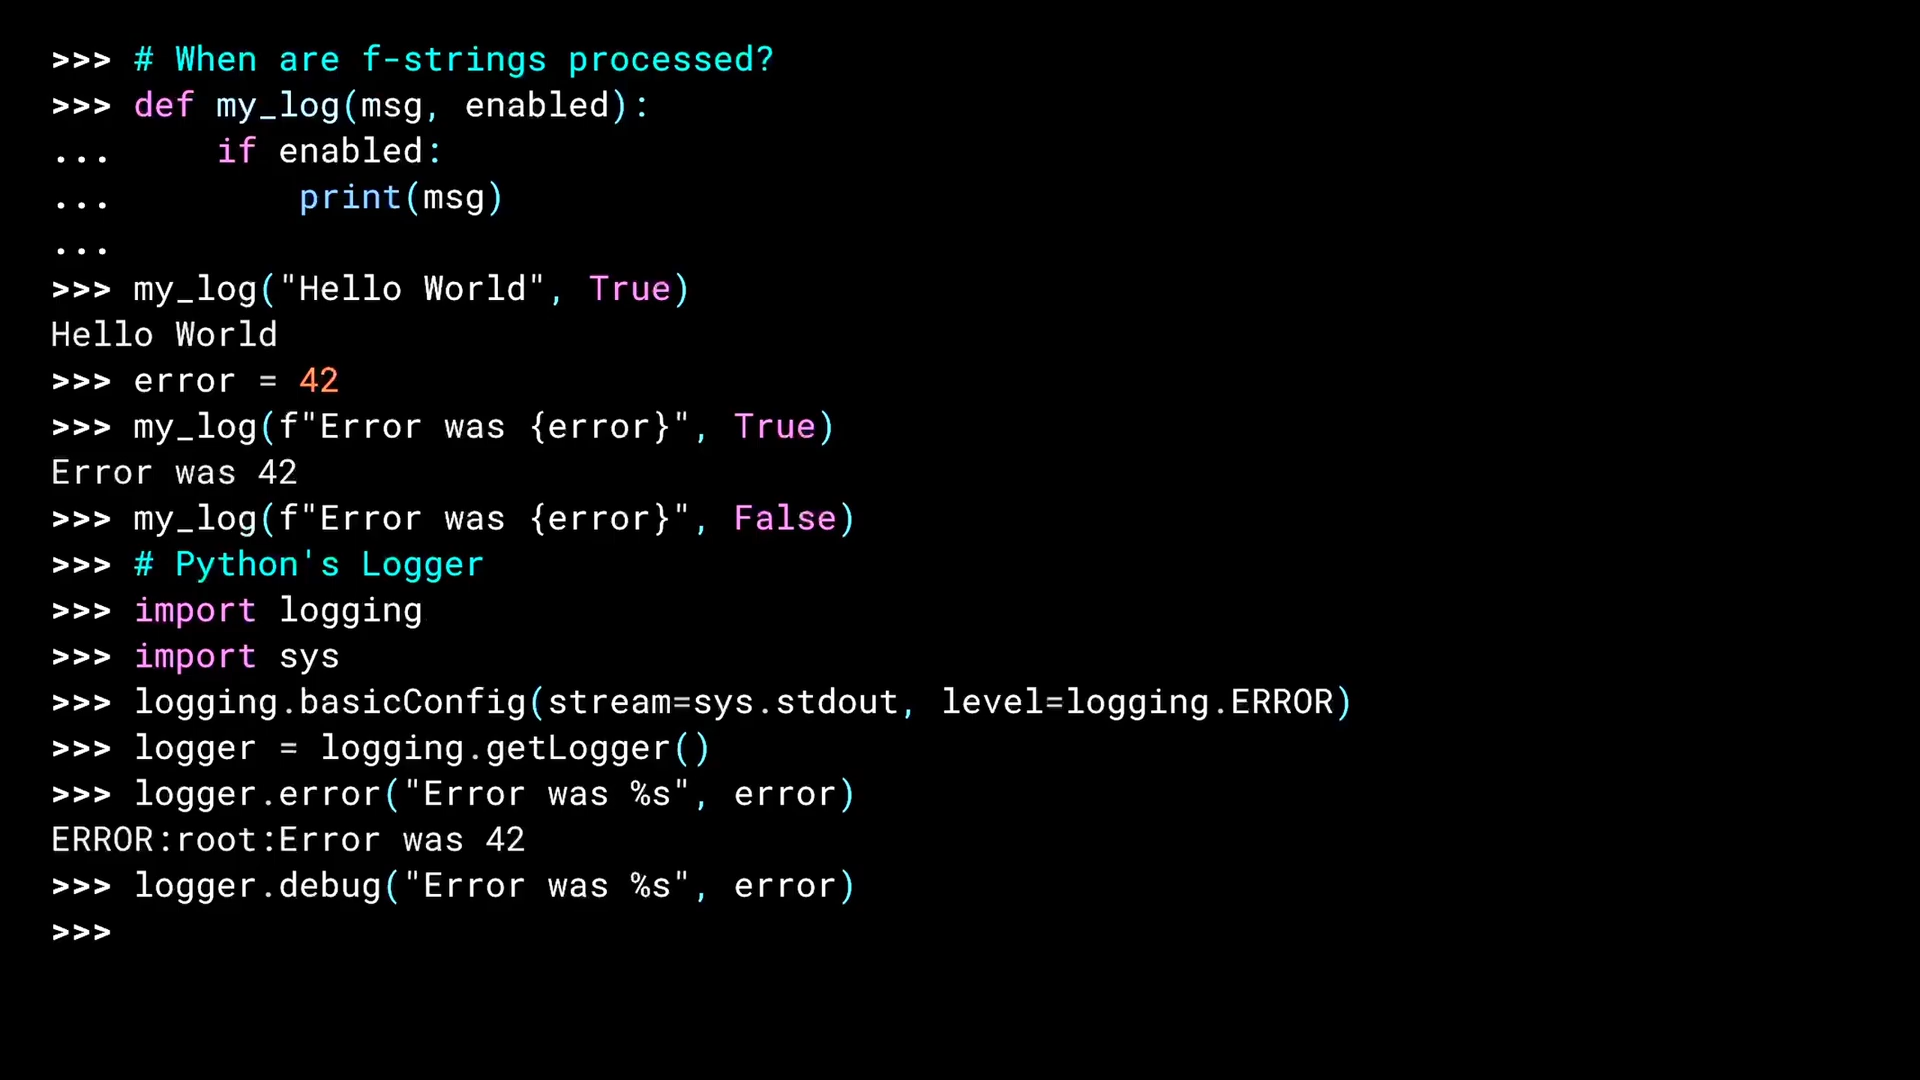 >>> # When are f-strings processed?
>>> def my_log(msg, enabled):
...     if enabled:
...         print(msg)
...
>>> my_log("Hello World", True)
Hello World
>>> error = 42
>>> my_log(f"Error was {error}", True)
Error was 42
>>> my_log(f"Error was {error}", False)
>>> # Python's Logger
>>> import logging
>>> import sys
>>> logging.basicConfig(stream=sys.stdout, level=logging.ERROR)
>>> logger = logging.getLogger()
>>> logger.error("Error was %s", error)
ERROR:root:Error was 42
>>> logger.debug("Error was %s", error)
>>>